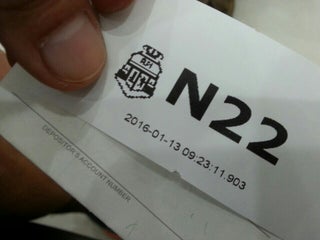 N22
2016-01-13 09:23:11:903
DEPOSITOR'S ACCOUNT NUMBER